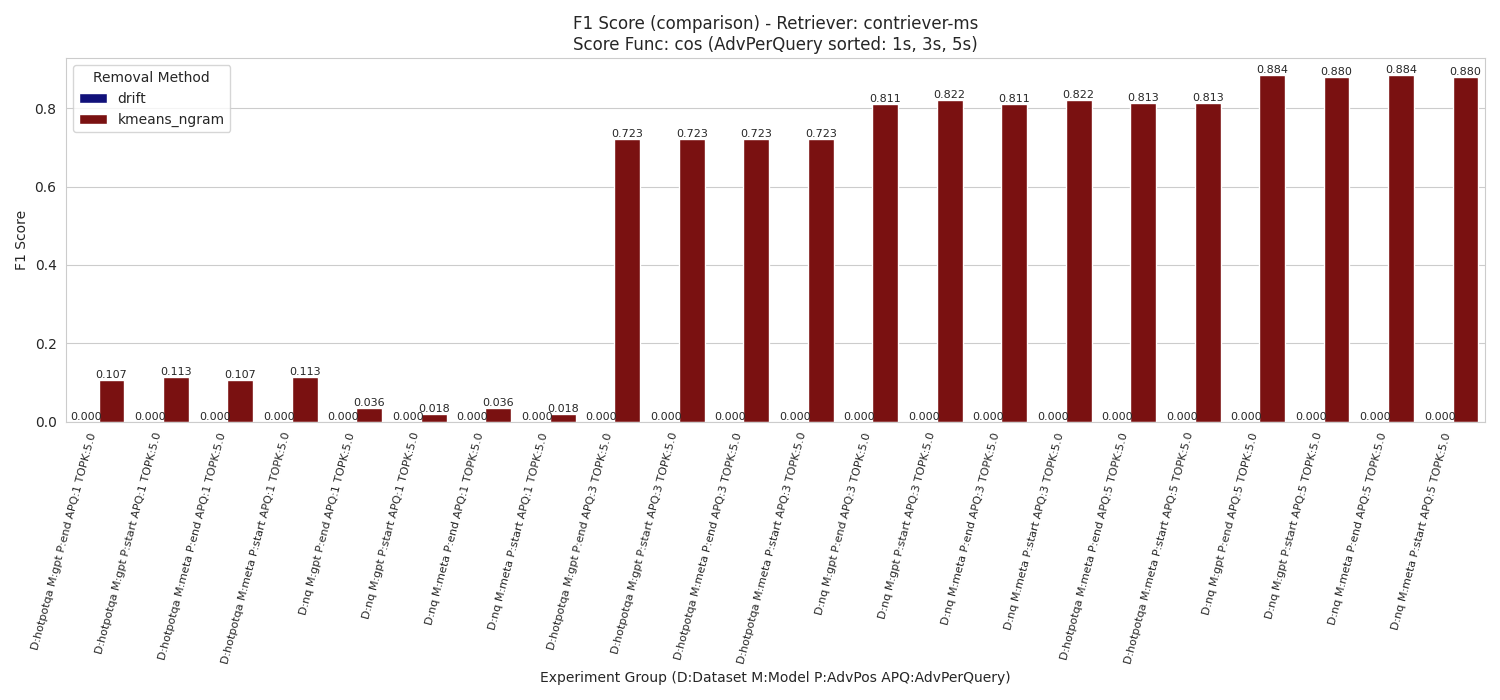 F1 Score (comparison) - Retriever: contriever-ms
Score Func: cos (AdvPerQuery sorted: 1s, 3s, 5s)
Removal Method
drift
kmeans_ngram
F1 Score
0.8
0.6
0.4
0.2
0.0
0.000 0.107
0.000 0.113
0.000 0.107
0.000 0.113
0.000 0.036
0.000 0.018
0.000 0.036
0.000 0.018
0.000 0.723
0.000 0.723
0.000 0.723
0.000 0.723
0.000 0.811
0.000 0.822
0.000 0.811
0.000 0.822
0.000 0.813
0.000 0.813
0.000 0.884
0.000 0.880
0.000 0.884
0.000 0.880
D:hotpotqa M:gpt P:end APQ:1 TOPK:5.0
D:hotpotqa M:gpt P:start APQ:1 TOPK:5.0
D:hotpotqa M:meta P:end APQ:1 TOPK:5.0
D:hotpotqa M:meta P:start APQ:1 TOPK:5.0
D:nq M:gpt P:end APQ:1 TOPK:5.0
D:nq M:gpt P:start APQ:1 TOPK:5.0
D:nq M:meta P:end APQ:1 TOPK:5.0
D:nq M:meta P:start APQ:1 TOPK:5.0
D:hotpotqa M:gpt P:end APQ:3 TOPK:5.0
D:hotpotqa M:gpt P:start APQ:3 TOPK:5.0
D:hotpotqa M:meta P:end APQ:3 TOPK:5.0
D:hotpotqa M:meta P:start APQ:3 TOPK:5.0
D:nq M:gpt P:end APQ:3 TOPK:5.0
D:nq M:gpt P:start APQ:3 TOPK:5.0
D:nq M:meta P:end APQ:3 TOPK:5.0
D:nq M:meta P:start APQ:3 TOPK:5.0
D:hotpotqa M:meta P:end APQ:5 TOPK:5.0
D:hotpotqa M:meta P:start APQ:5 TOPK:5.0
D:nq M:gpt P:end APQ:5 TOPK:5.0
D:nq M:gpt P:start APQ:5 TOPK:5.0
D:nq M:meta P:end APQ:5 TOPK:5.0
D:nq M:meta P:start APQ:5 TOPK:5.0
Experiment Group (D:Dataset M:Model P:AdvPos APQ:AdvPerQuery)